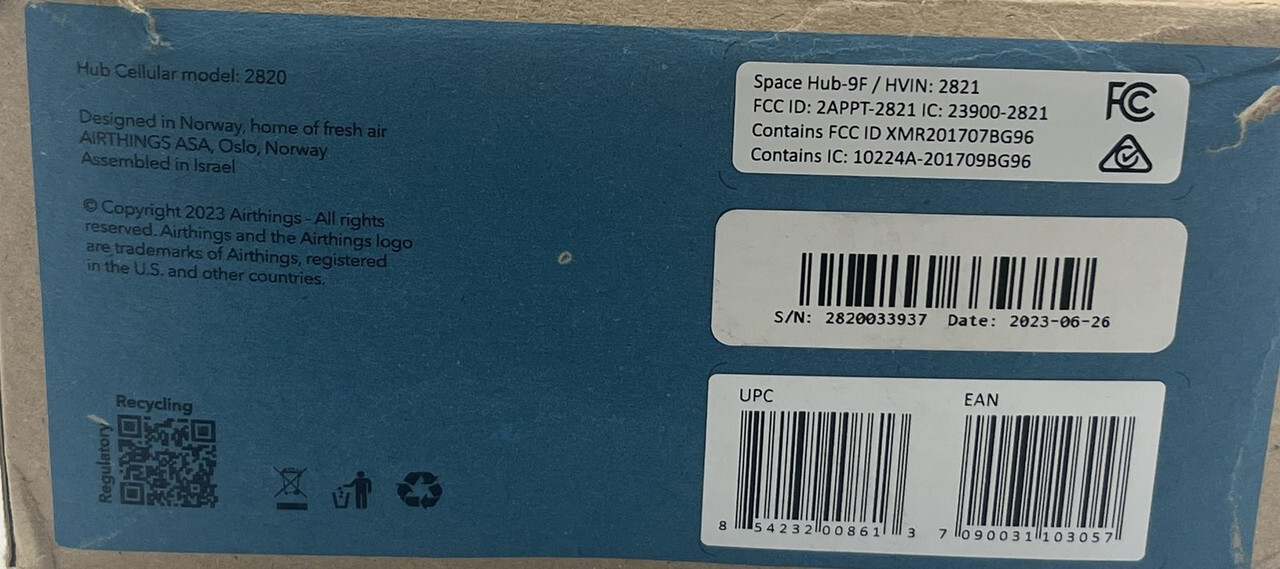 Hub Cellular model: 2820
Designed in Norway, home of fresh air
AIRTHINGS ASA, Oslo, Norway
Assembled in Israel
© Copyright 2023 Airthings - All rights
reserved. Airthings and the Airthings logo
are trademarks of Airthings, registered
in the U.S. and other countries.
Recycling
Regulatory
Space Hub-9F / HVIN: 2821
FCC ID: 2APPT-2821 IC: 23900-2821
Contains FCC ID XMR201707BG96
Contains IC: 10224A-201709BG96
FC
S/N: 2820033937 Date: 2023-06-26
UPC
8 54232 00861 3
EAN
7 090031 103057